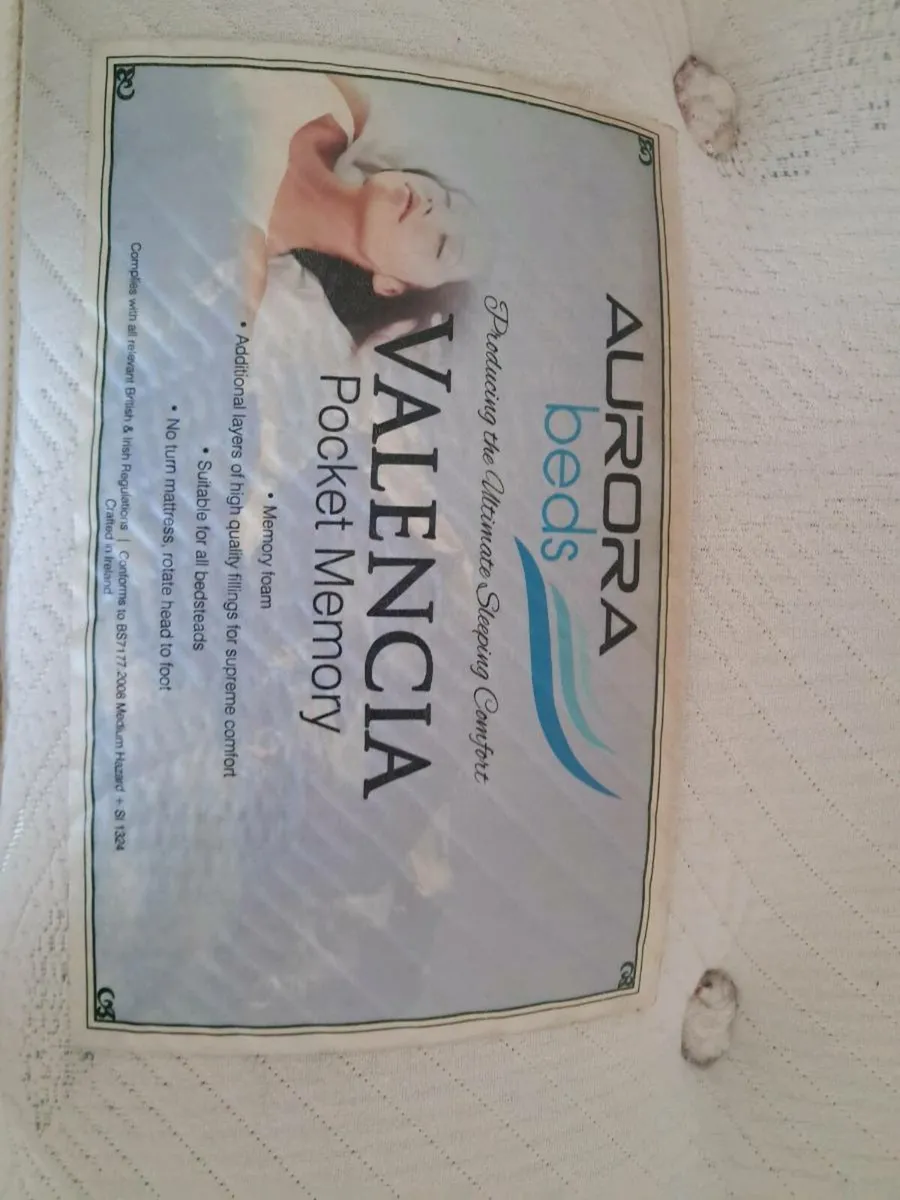 AURORA
beds
Producing the Ultimate Sleeping Comfort
VALENCIA
Pocket Memory
• Memory foam
• Additional layers of high quality fillings for supreme comfort
• Suitable for all bedsteads
• No turn mattress, rotate head to foot
Complies with all relevant British & Irish Regulations | Conforms to BS7177.2008 Medium Hazard + SI 1324
Crafted in Ireland